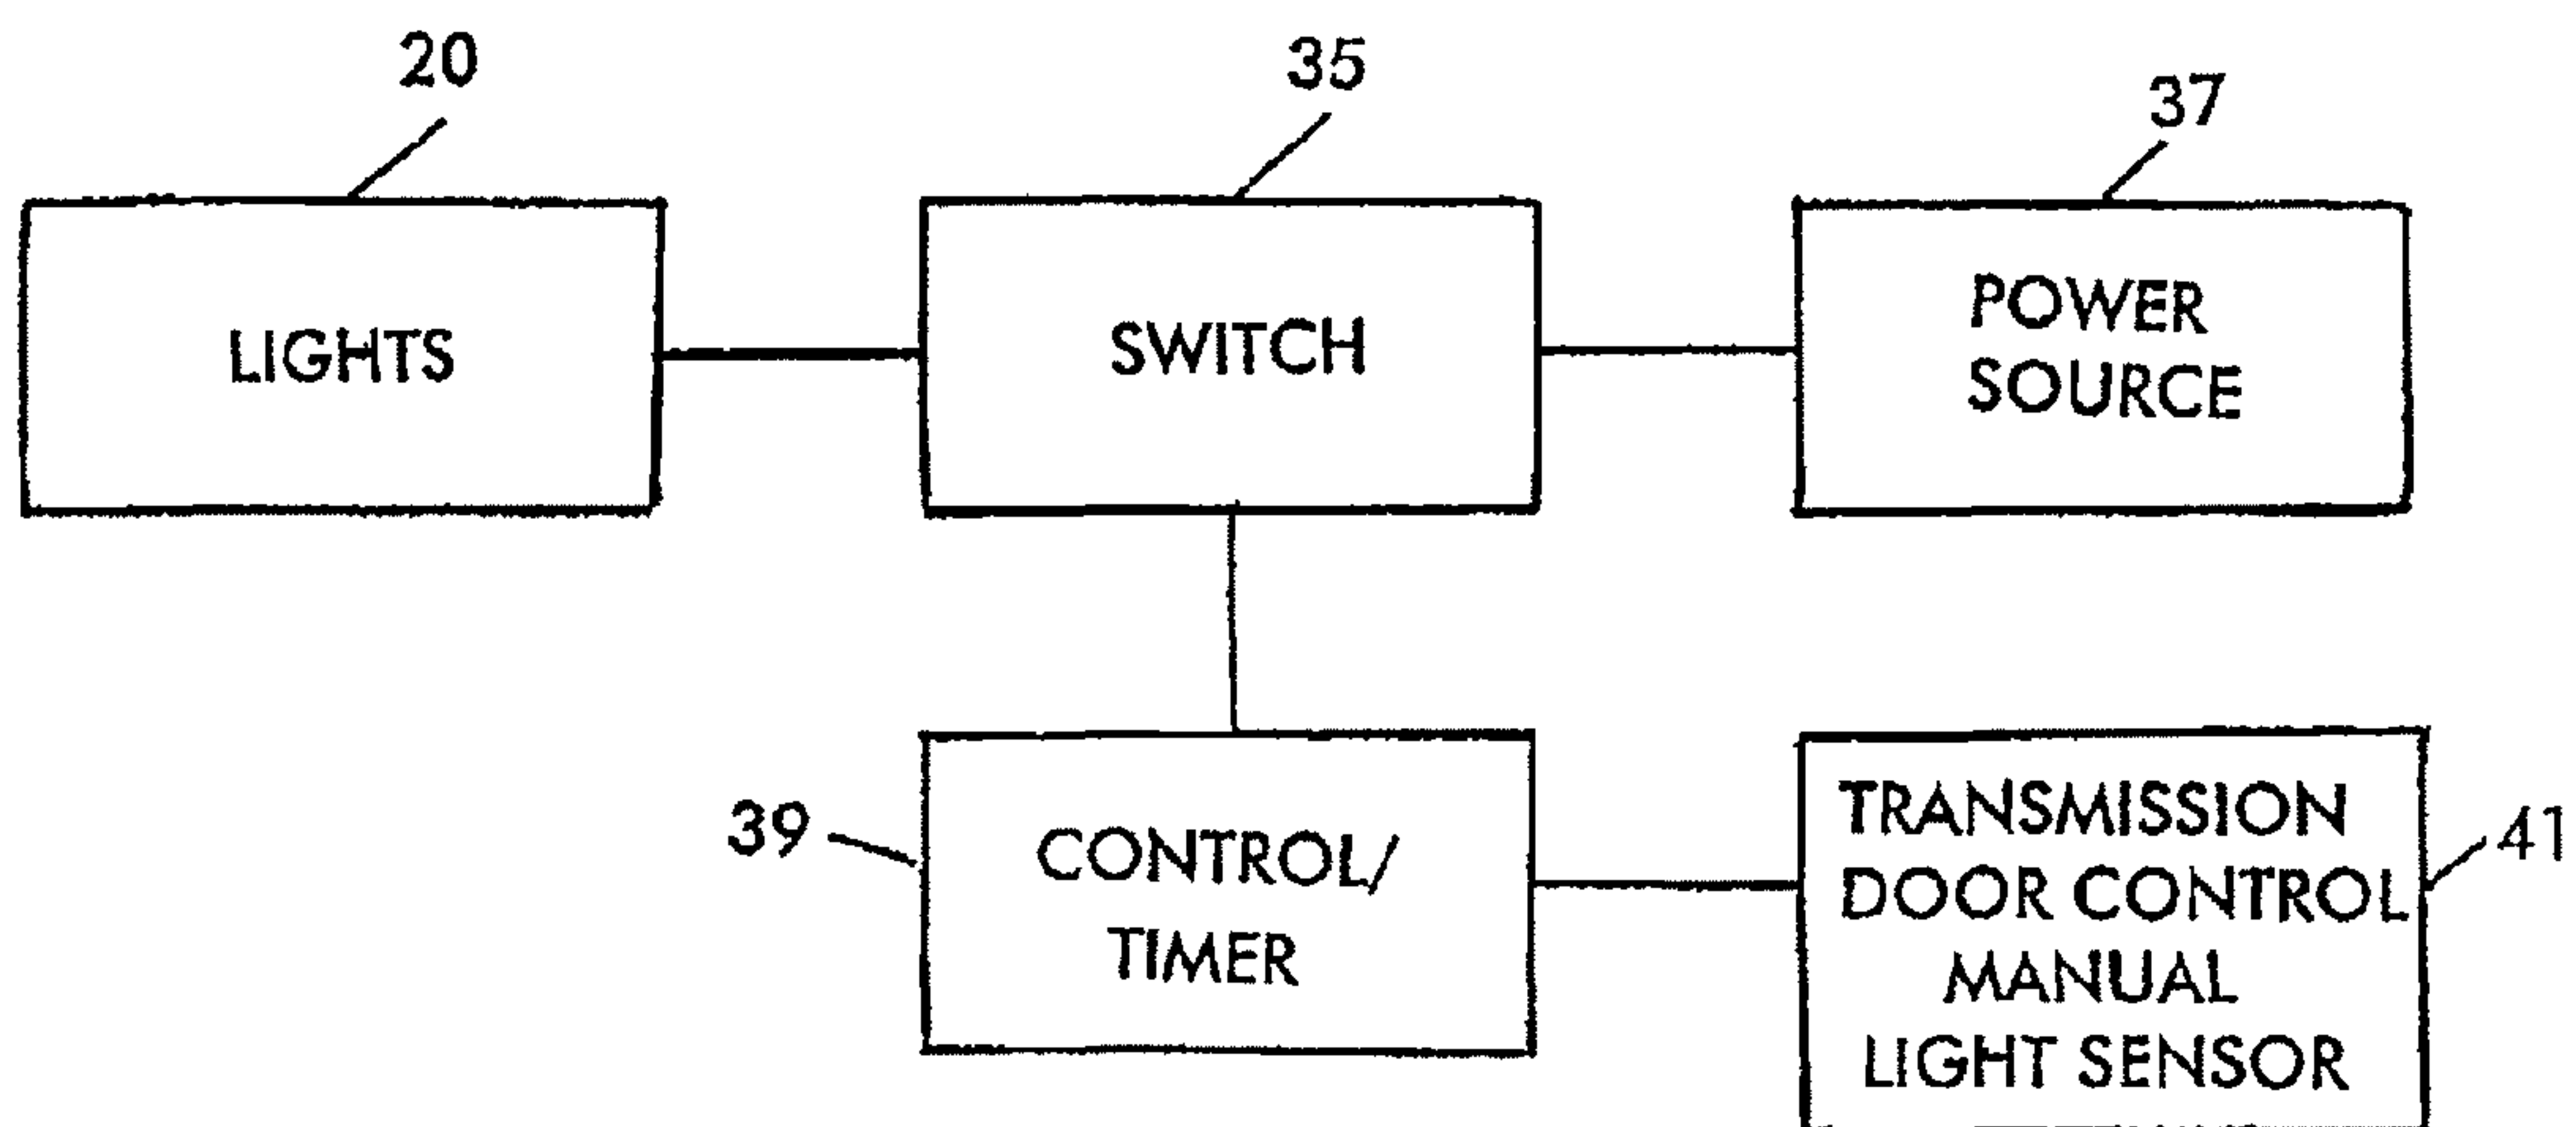 20
35
37
LIGHTS
SWITCH
POWER
SOURCE
39
CONTROL/
TIMER
TRANSMISSION
DOOR CONTROL
MANUAL
LIGHT SENSOR
41